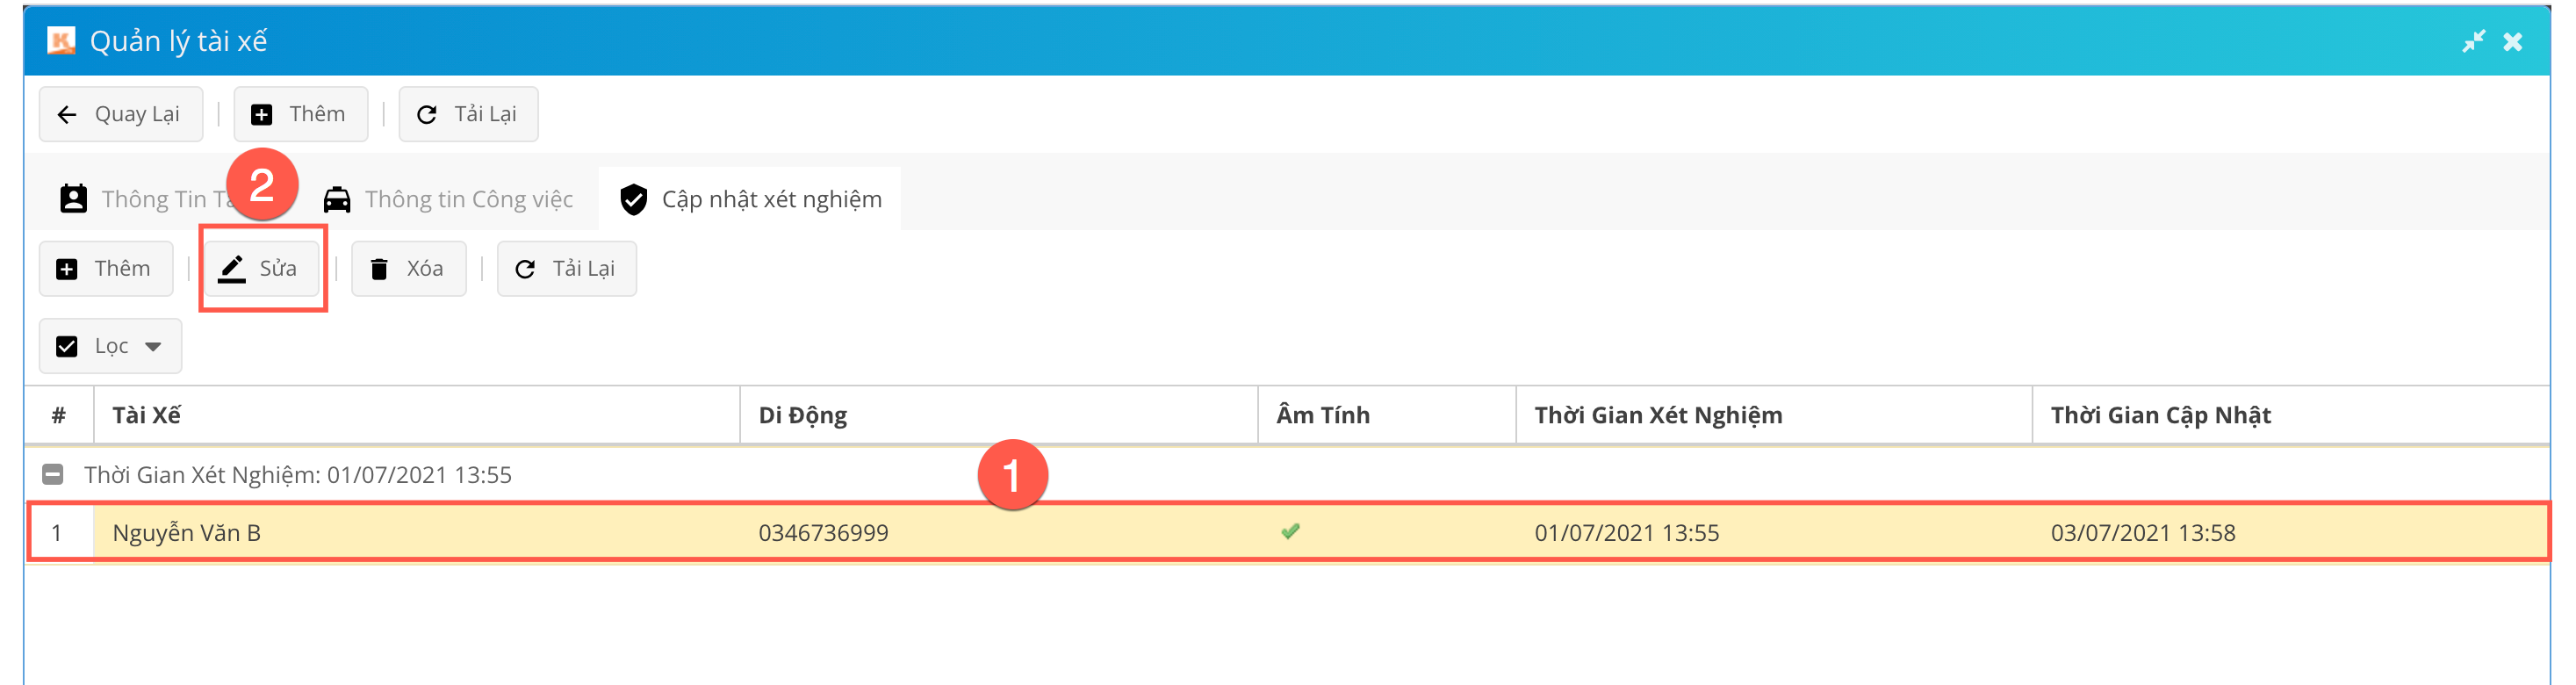 Quản lý tài xế
Quay Lại Thêm Tải Lại
Thông Tin Tà 2 Thông tin Công việc Cập nhật xét nghiệm
Thêm Sửa Xóa Tải Lại
Lọc
# Tài Xế Di Động Âm Tính Thời Gian Xét Nghiệm Thời Gian Cập Nhật
Thời Gian Xét Nghiệm: 01/07/2021 13:55 1
1 Nguyễn Văn B 0346736999 01/07/2021 13:55 03/07/2021 13:58